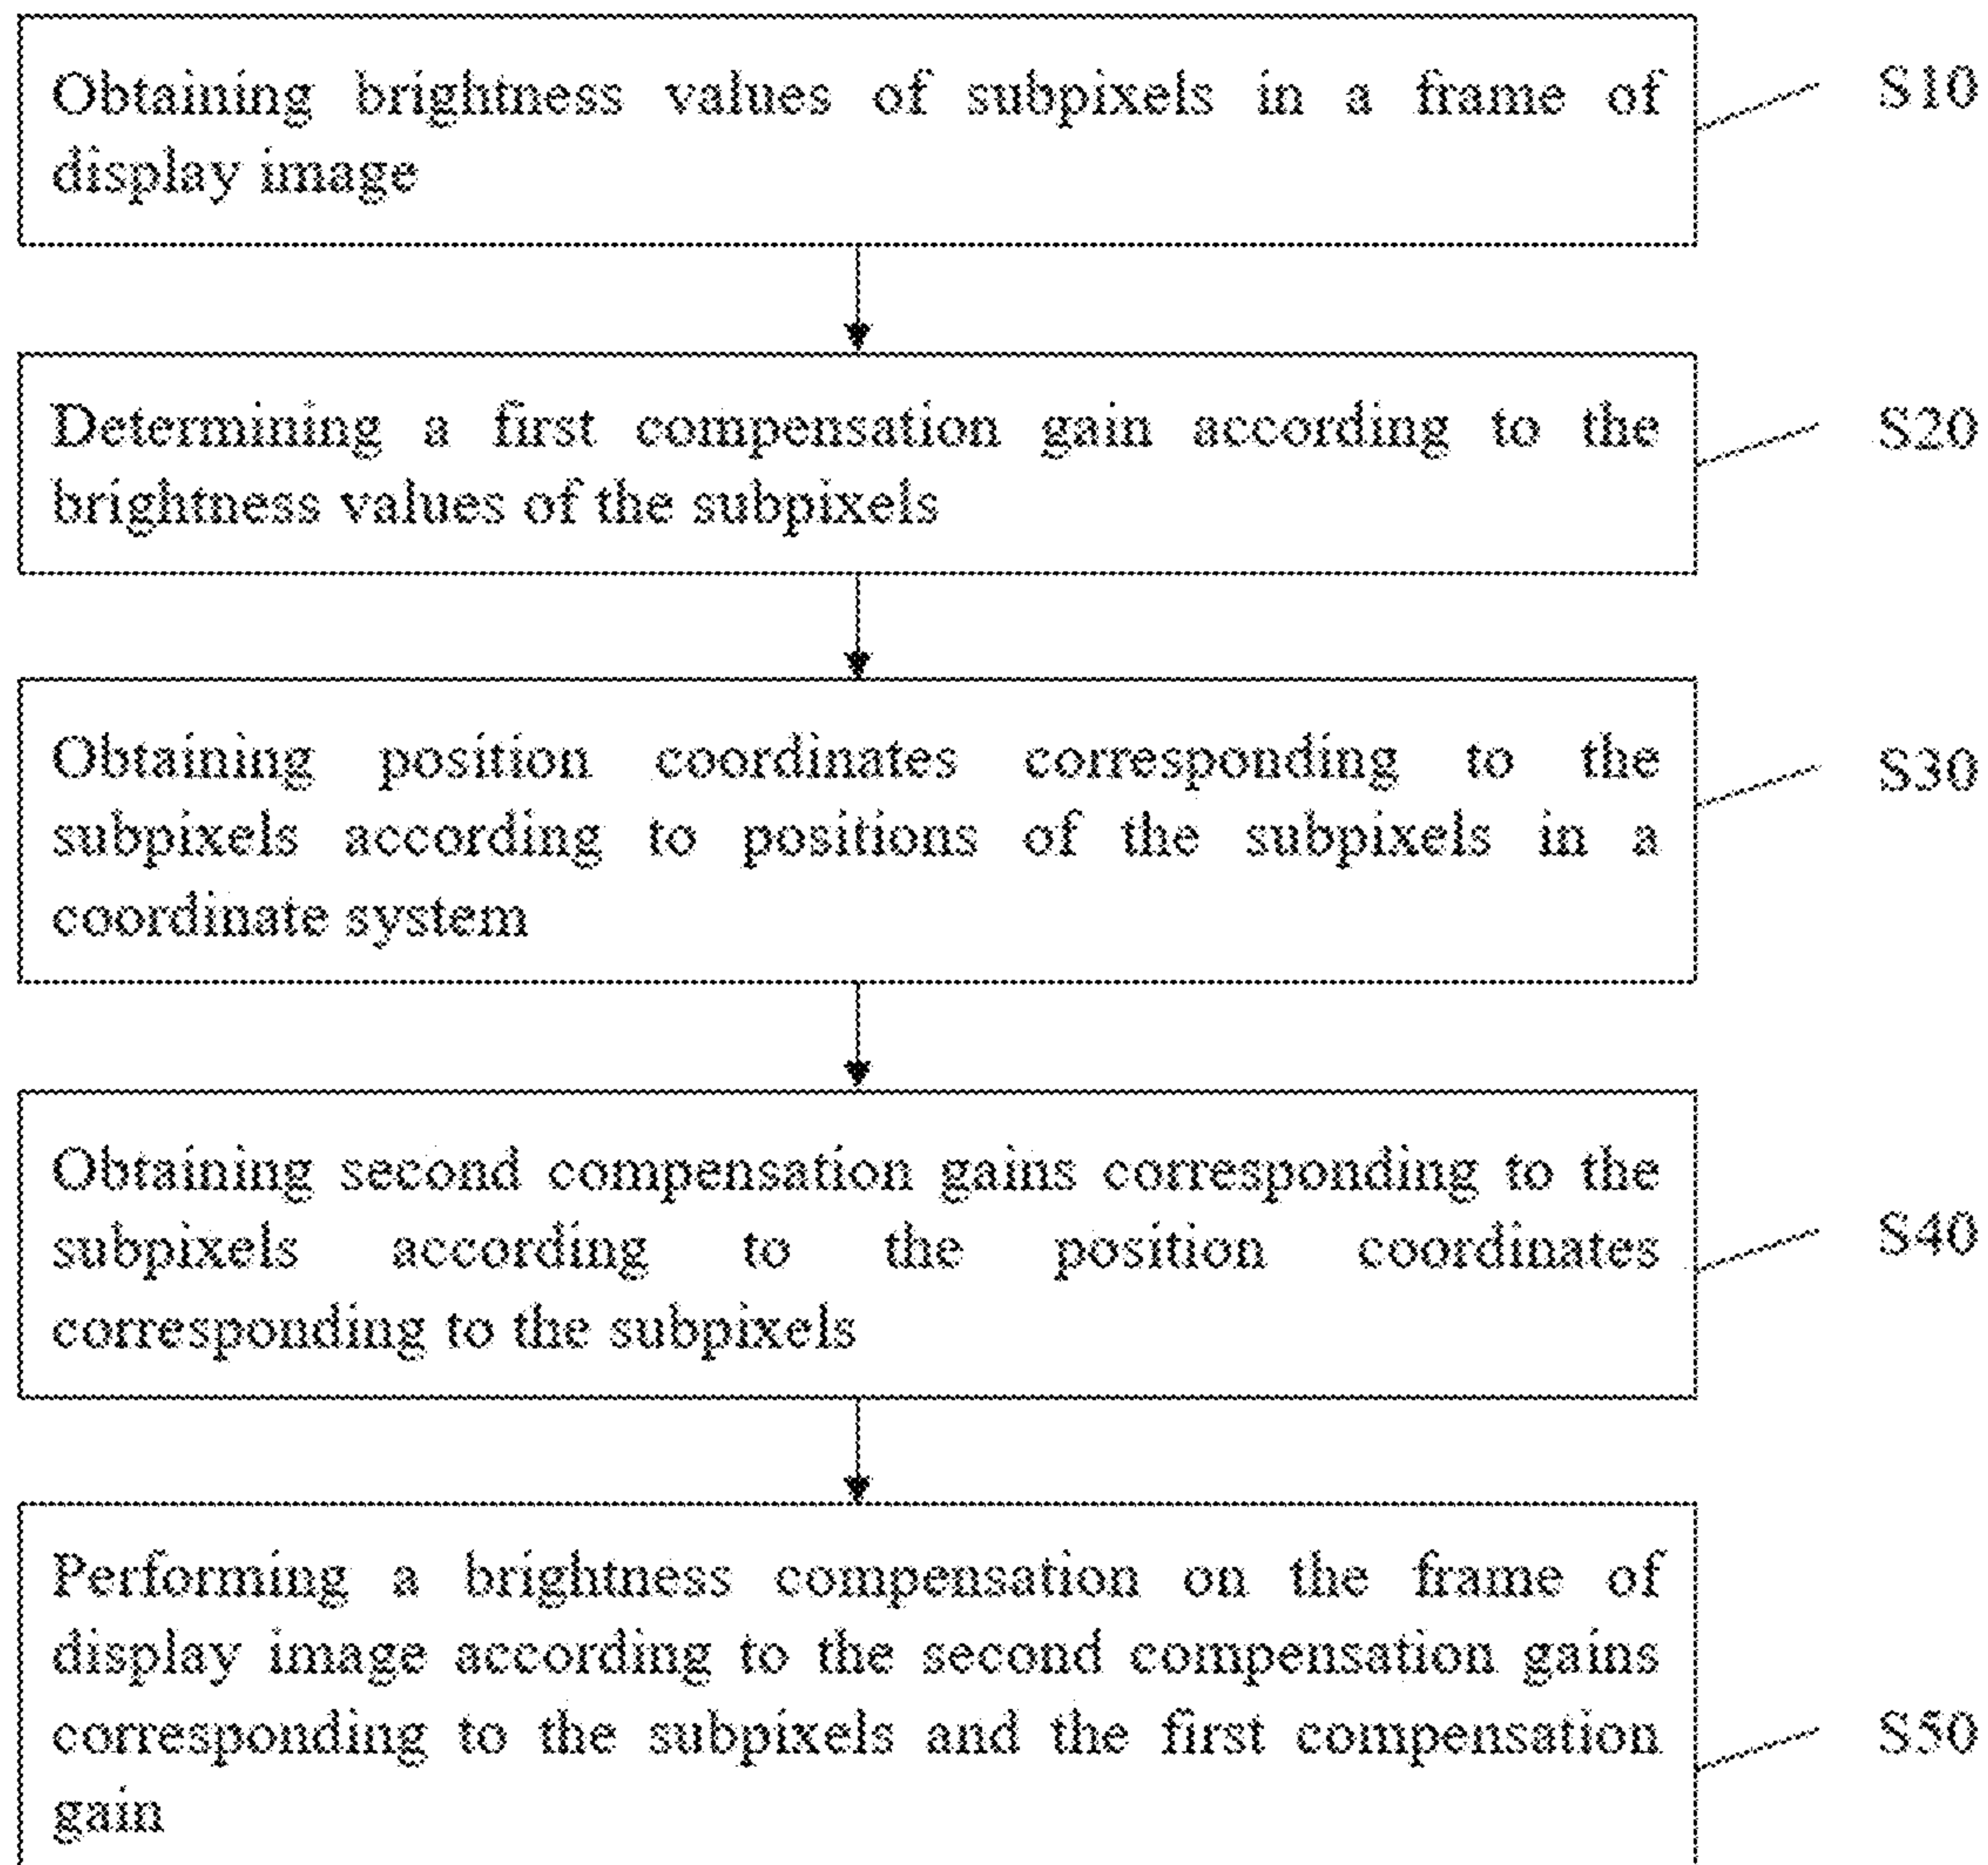 Obtaining brightness values of subpixels in a frame of
display image
S10
Determining a first compensation gain according to the
brightness values of the subpixels
S20
Obtaining position coordinates corresponding to the
subpixels according to positions of the subpixels in a
coordinate system
S30
Obtaining second compensation gains corresponding to the
subpixels according to the position coordinates
corresponding to the subpixels
S40
Performing a brightness compensation on the frame of
display image according to the second compensation gains
corresponding to the subpixels and the first compensation
gain
S50